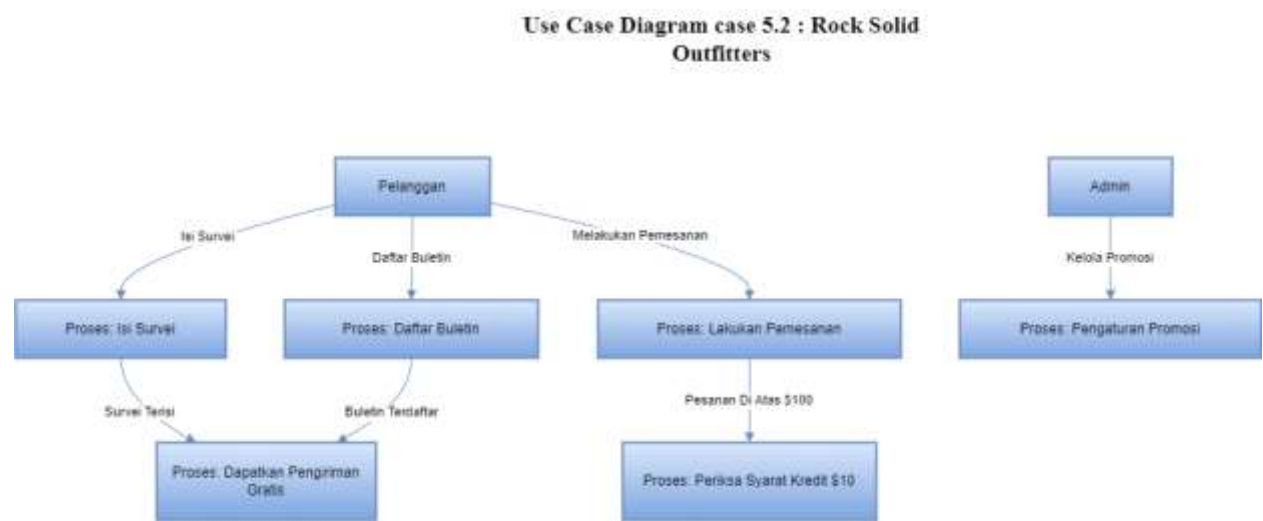 Use Case Diagram case 5.2 : Rock Solid
Outfitters
Pelanggan
Admin
Isi Survei
Daftar Buletin
Melakukan Pemesanan
Kelola Promosi
Proses: Isi Survei
Proses: Daftar Buletin
Proses: Lakukan Pemesanan
Proses: Pengaturan Promosi
Survei Terisi
Buletin Terdaftar
Pesanan Di Atas $100
Proses: Dapatkan Pengiriman
Gratis
Proses: Periksa Syarat Kredit $10